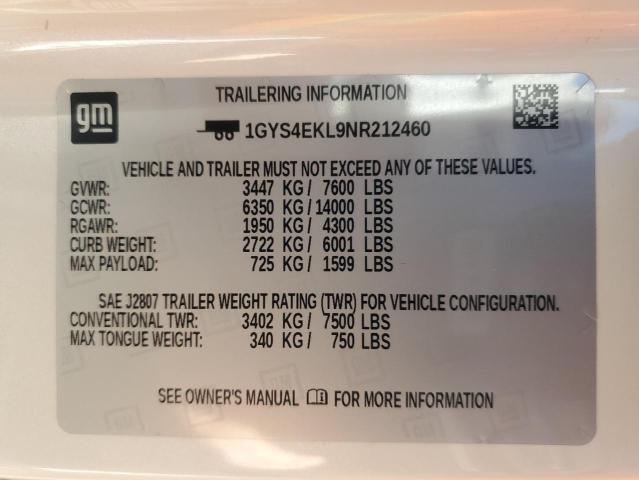 gm
TRAILERING INFORMATION
1GYS4EKL9NR212460
VEHICLE AND TRAILER MUST NOT EXCEED ANY OF THESE VALUES.
GVWR: 3447 KG / 7600 LBS
GCWR: 6350 KG / 14000 LBS
RGAWR: 1950 KG / 4300 LBS
CURB WEIGHT: 2722 KG / 6001 LBS
MAX PAYLOAD: 725 KG / 1599 LBS
SAE J2807 TRAILER WEIGHT RATING (TWR) FOR VEHICLE CONFIGURATION.
CONVENTIONAL TWR: 3402 KG / 7500 LBS
MAX TONGUE WEIGHT: 340 KG / 750 LBS
SEE OWNER'S MANUAL FOR MORE INFORMATION